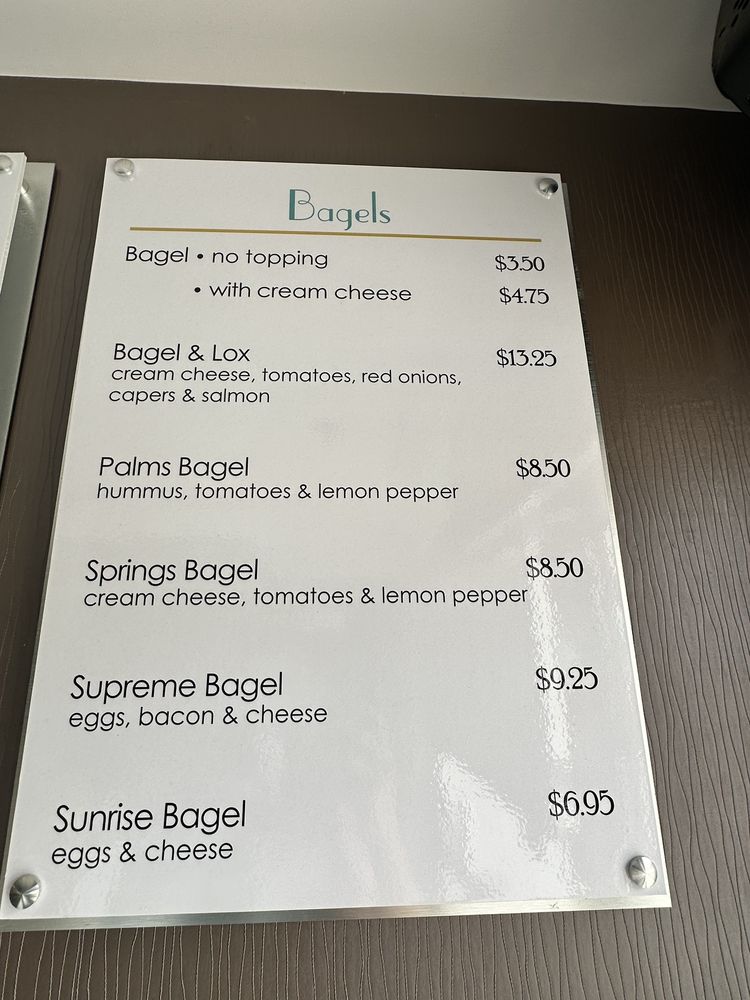 Bagels
Bagel • no topping $3.50
• with cream cheese $4.75
Bagel & Lox $13.25
cream cheese, tomatoes, red onions,
capers & salmon
Palms Bagel $8.50
hummus, tomatoes & lemon pepper
Springs Bagel $8.50
cream cheese, tomatoes & lemon pepper
Supreme Bagel $9.25
eggs, bacon & cheese
Sunrise Bagel $6.95
eggs & cheese